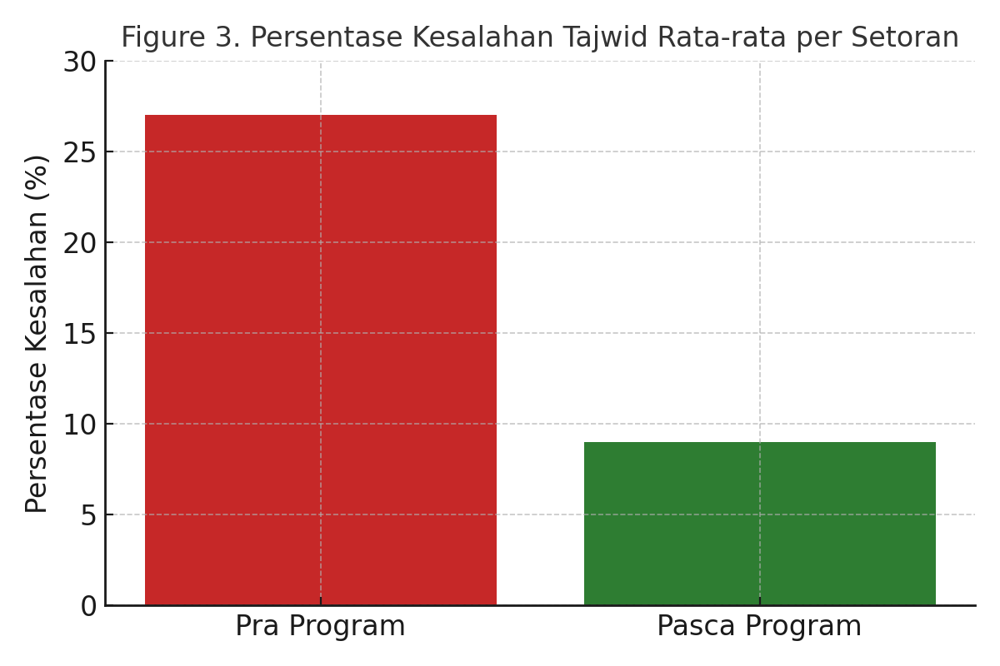 Figure 3. Persentase Kesalahan Tajwid Rata-rata per Setoran
Persentase Kesalahan (%)
30
25
20
15
10
5
0
Pra Program
Pasca Program